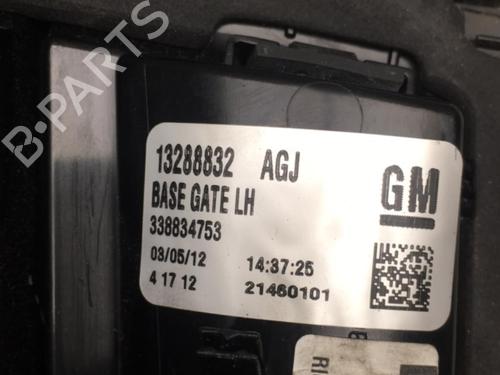 B-PARTS
13288832 AGJ
BASE GATE LH
GM
338834753
03/05/12 14:37:25
4 17 12 21460101